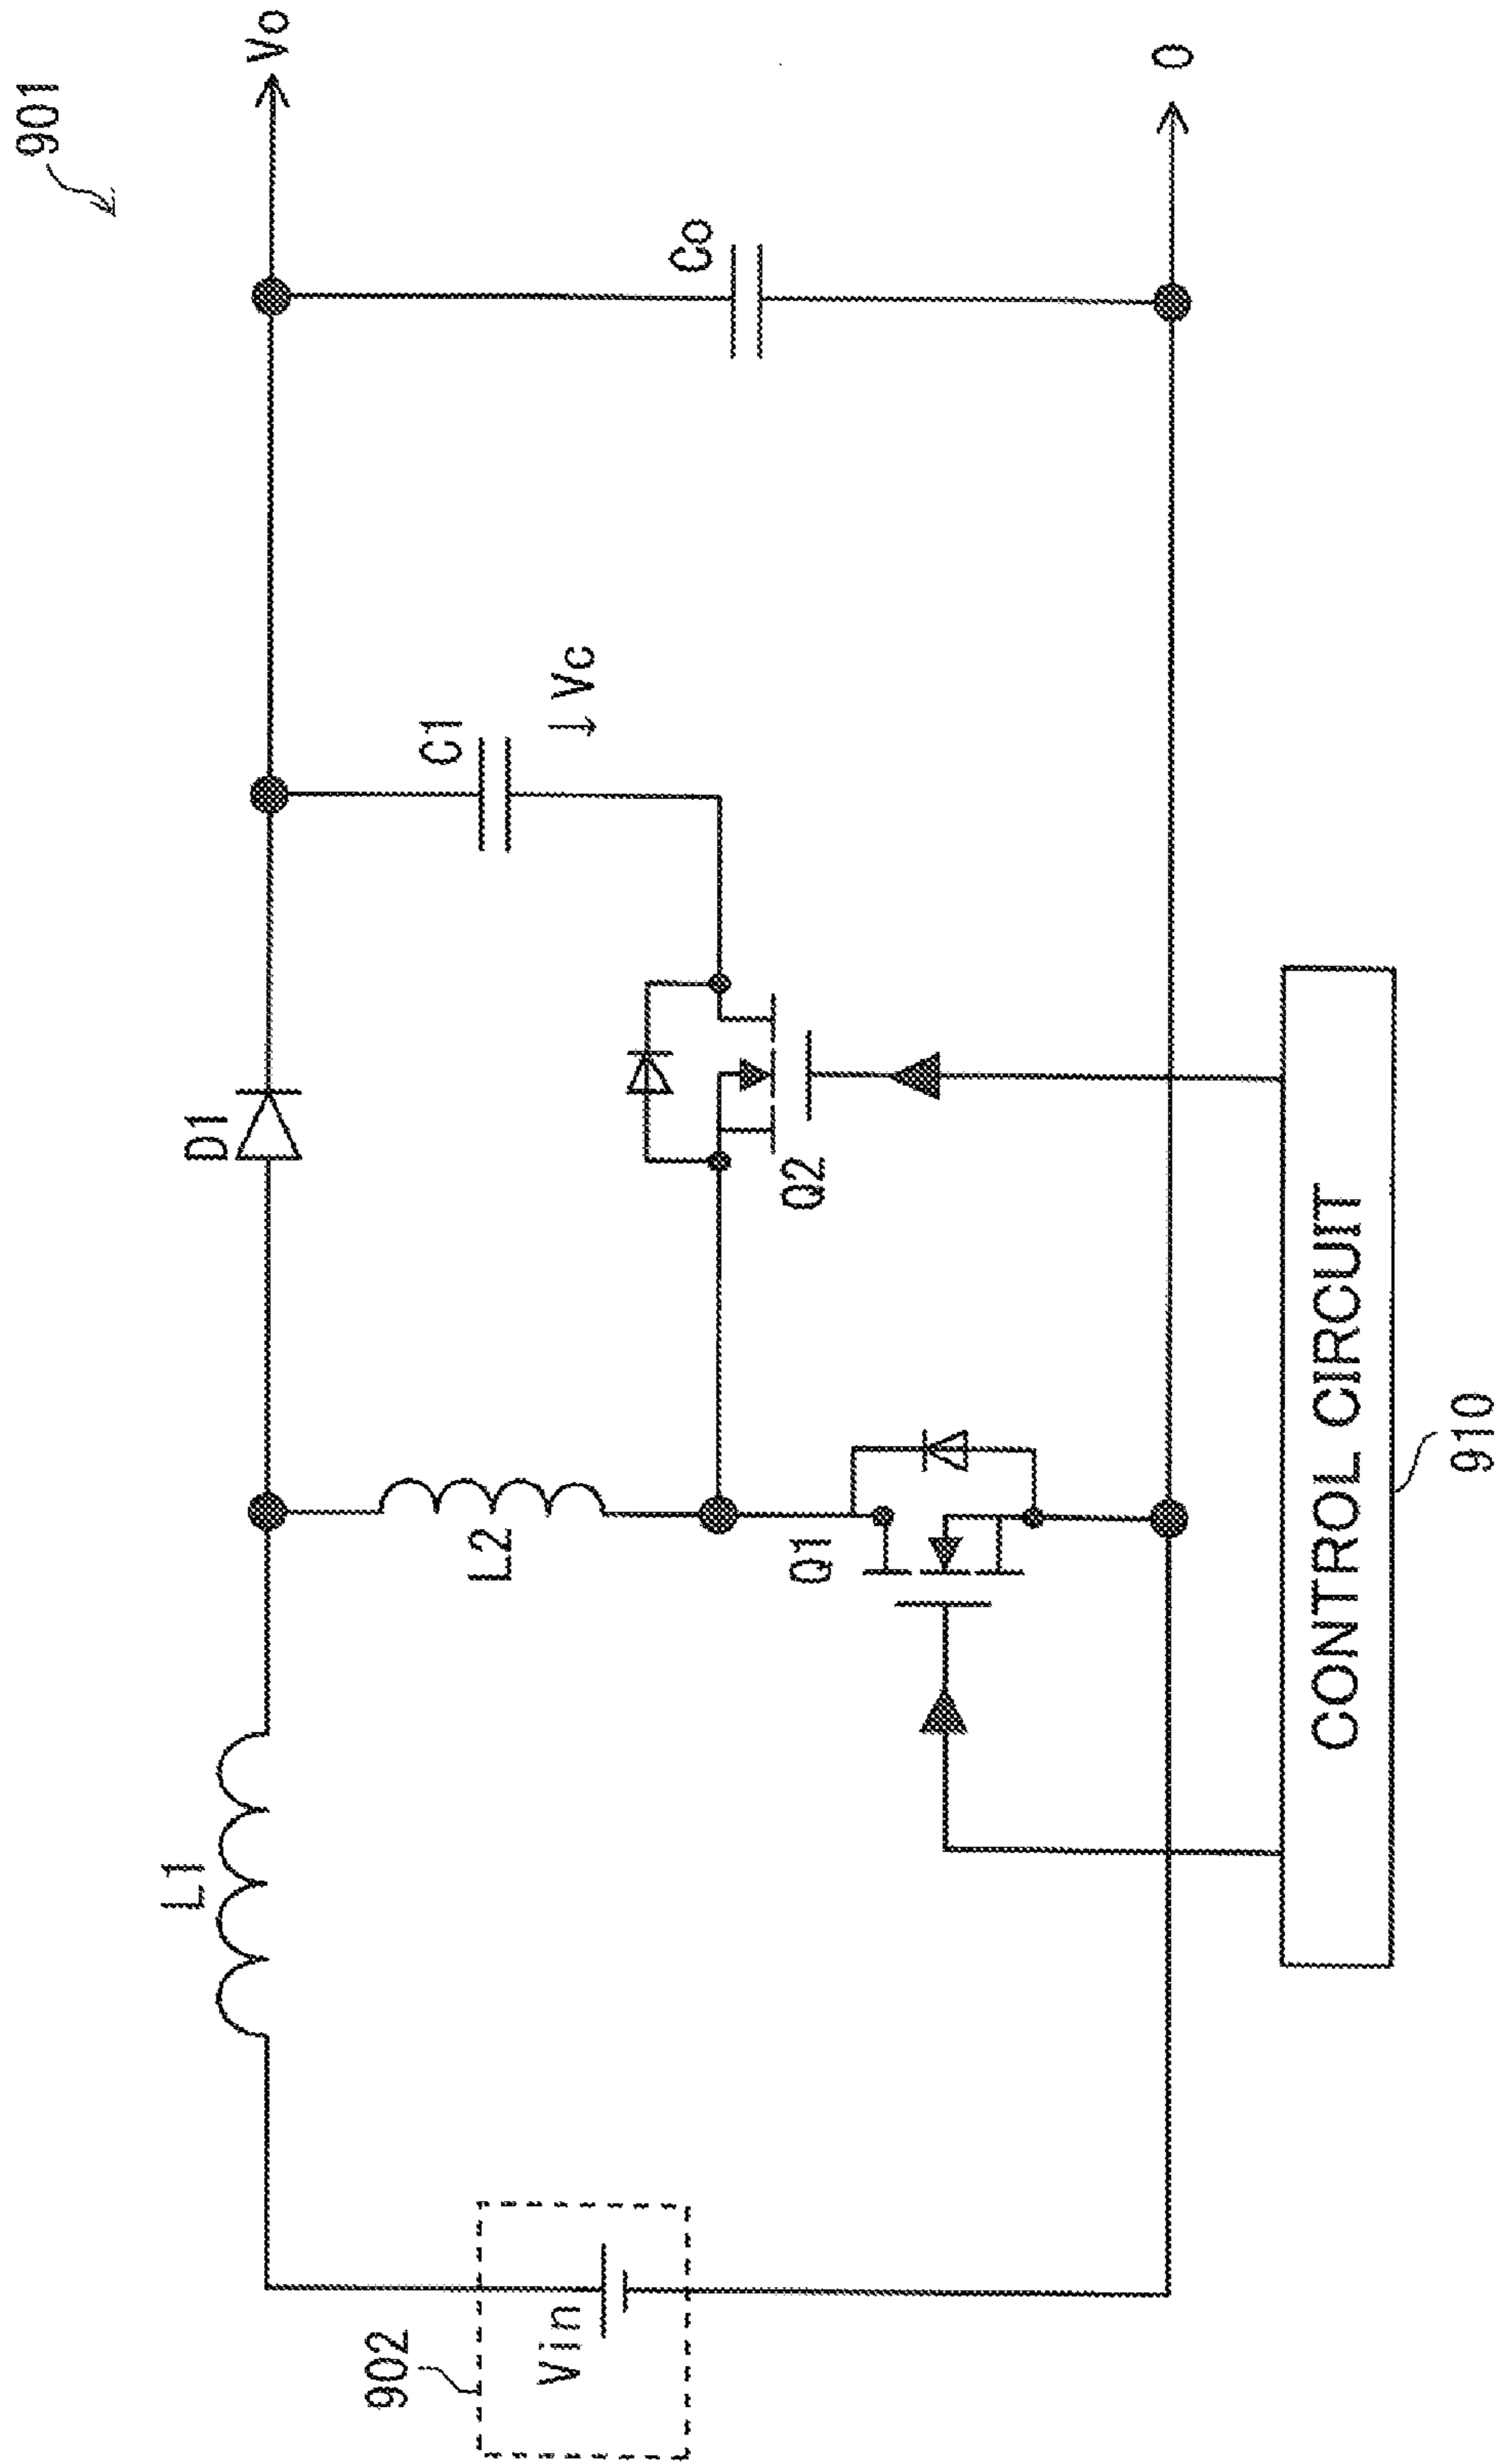 901
Vo
L1
D1
C1
↓Vc
Co
L2
Q2
902
Vin
Q1
0
CONTROL CIRCUIT
910